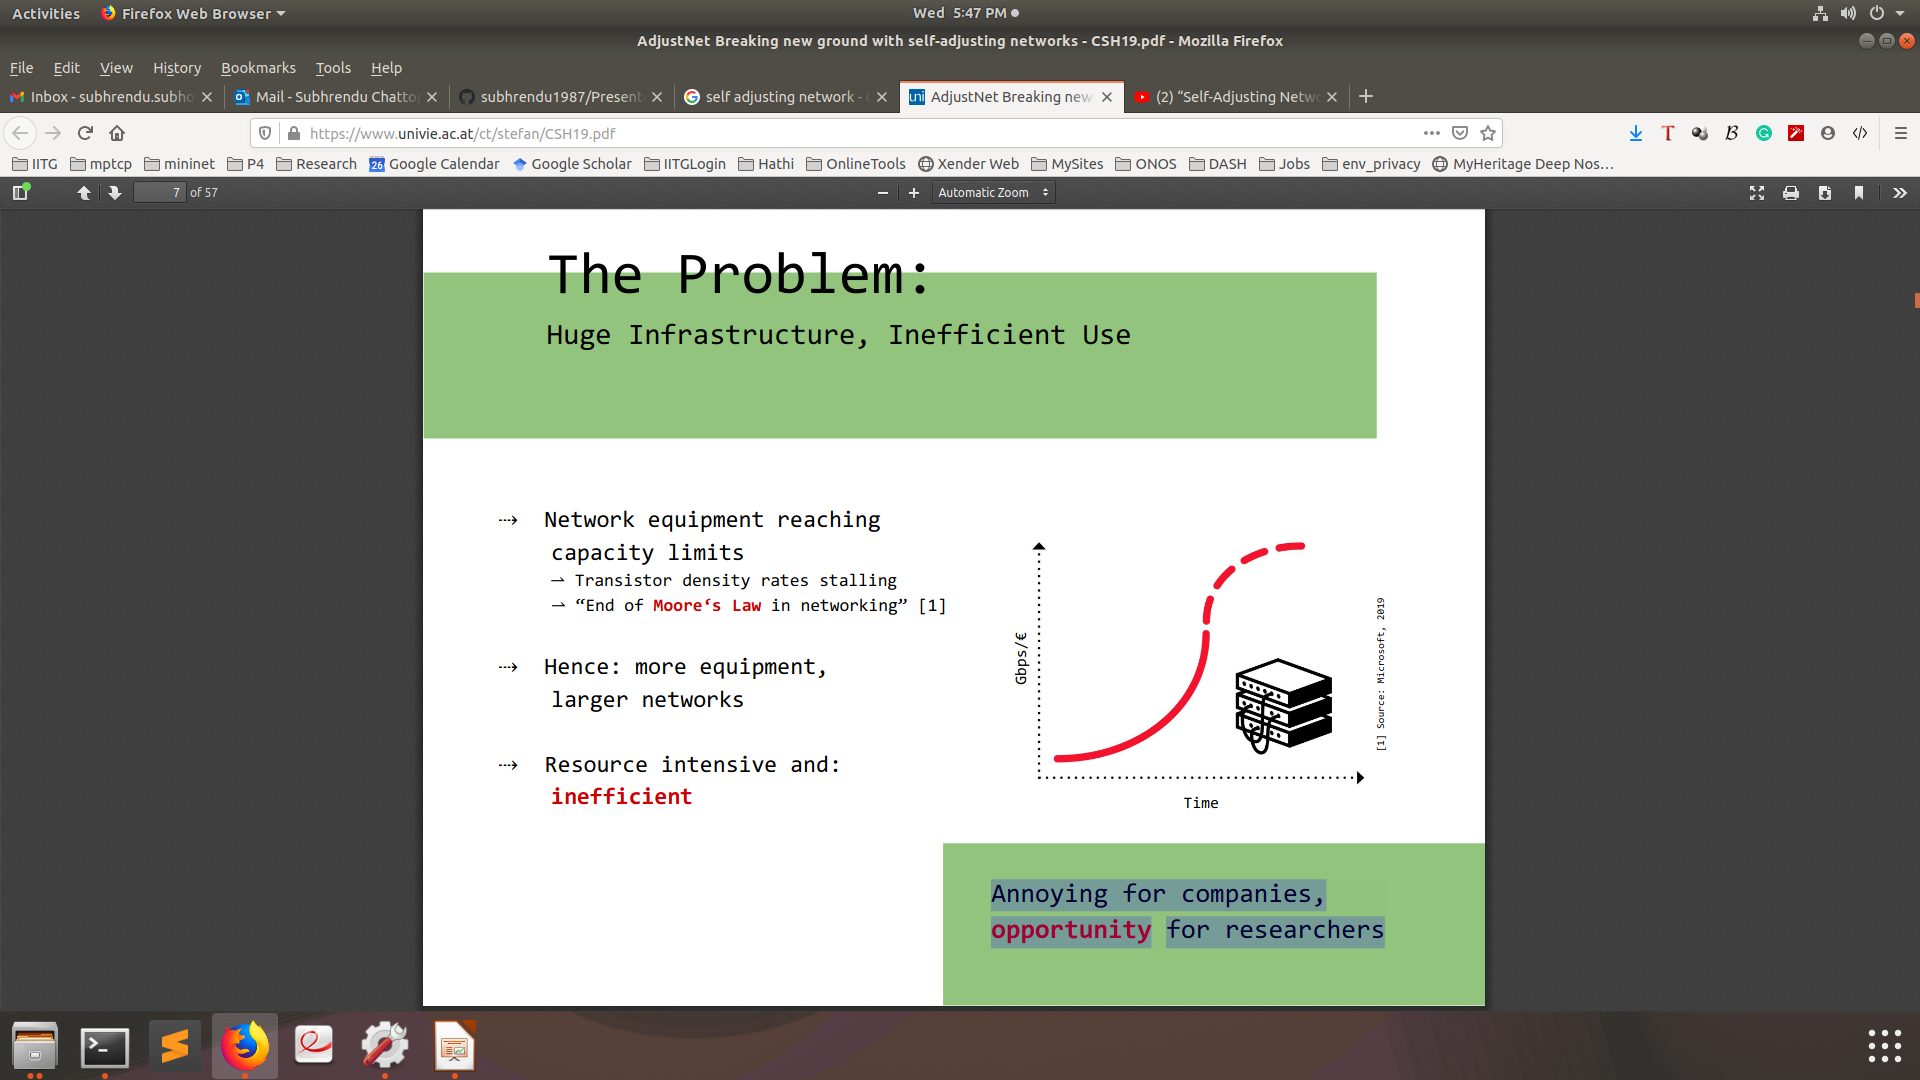 Activities Firefox Web Browser Wed 5:47 PM
AdjustNet Breaking new ground with self-adjusting networks - CSH19.pdf - Mozilla Firefox
File Edit View History Bookmarks Tools Help
Inbox - subhrendu.subho Mail - Subhrendu Chatto subhrendu1987/Present self adjusting network - AdjustNet Breaking new (2) “Self-Adjusting Netwo
https://www.univie.ac.at/ct/stefan/CSH19.pdf
IITG mptcp mininet P4 Research Google Calendar Google Scholar IITGLogin Hathi OnlineTools Xender Web MySites ONOS DASH Jobs env_privacy MyHeritage Deep Nos…
7 of 57 Automatic Zoom
The Problem:
Huge Infrastructure, Inefficient Use
⇢ Network equipment reaching
capacity limits
⇀ Transistor density rates stalling
⇀ “End of Moore‘s Law in networking” [1]
⇢ Hence: more equipment,
larger networks
⇢ Resource intensive and:
inefficient
Gbps/€
Time
[1] Source: Microsoft, 2019
Annoying for companies,
opportunity for researchers